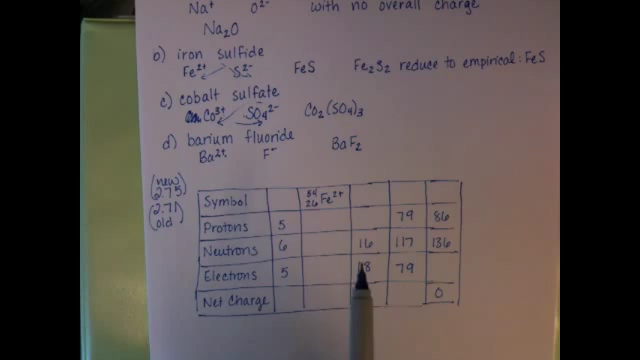 Na⁺ O²⁻ with no overall charge
Na₂O
b) iron sulfide
Fe²⁺ S²⁻ FeS Fe₂S₂ reduce to empirical: FeS
c) cobalt sulfate
Co³⁺ SO₄²⁻ Co₂(SO₄)₃
d) barium fluoride
Ba²⁺ F⁻ BaF₂
(new)
2.75
(2.71
old)
Symbol ⁵⁴₂₆Fe²⁺
Protons 5 79 86
Neutrons 6 16 117 136
Electrons 5 18 79
Net Charge 0